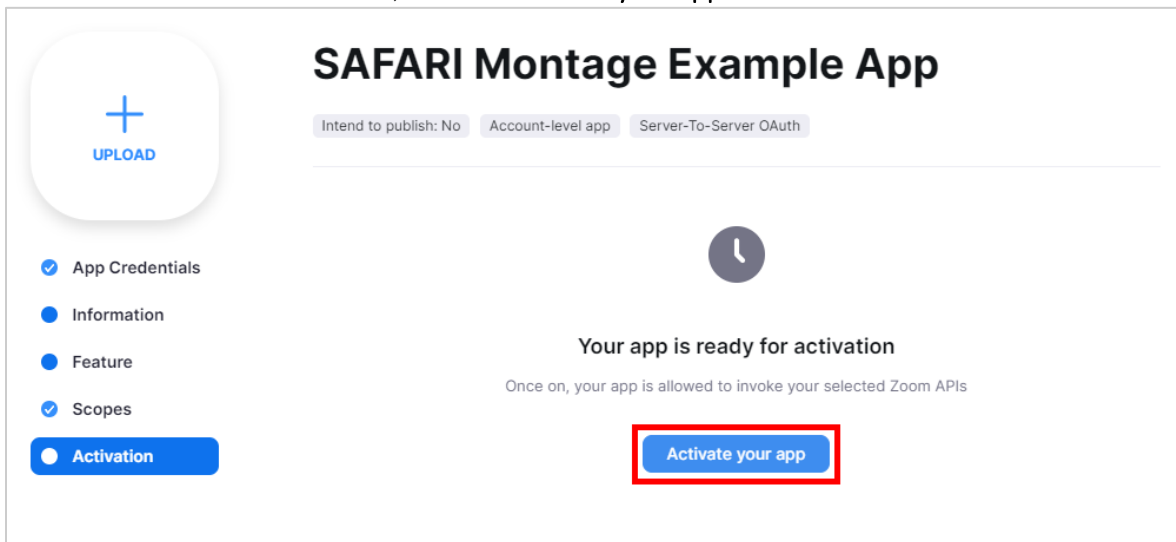 SAFARI Montage Example App
Intend to publish: No Account-level app Server-To-Server OAuth
UPLOAD
App Credentials
Information
Feature
Scopes
Activation
Your app is ready for activation
Once on, your app is allowed to invoke your selected Zoom APIs
Activate your app